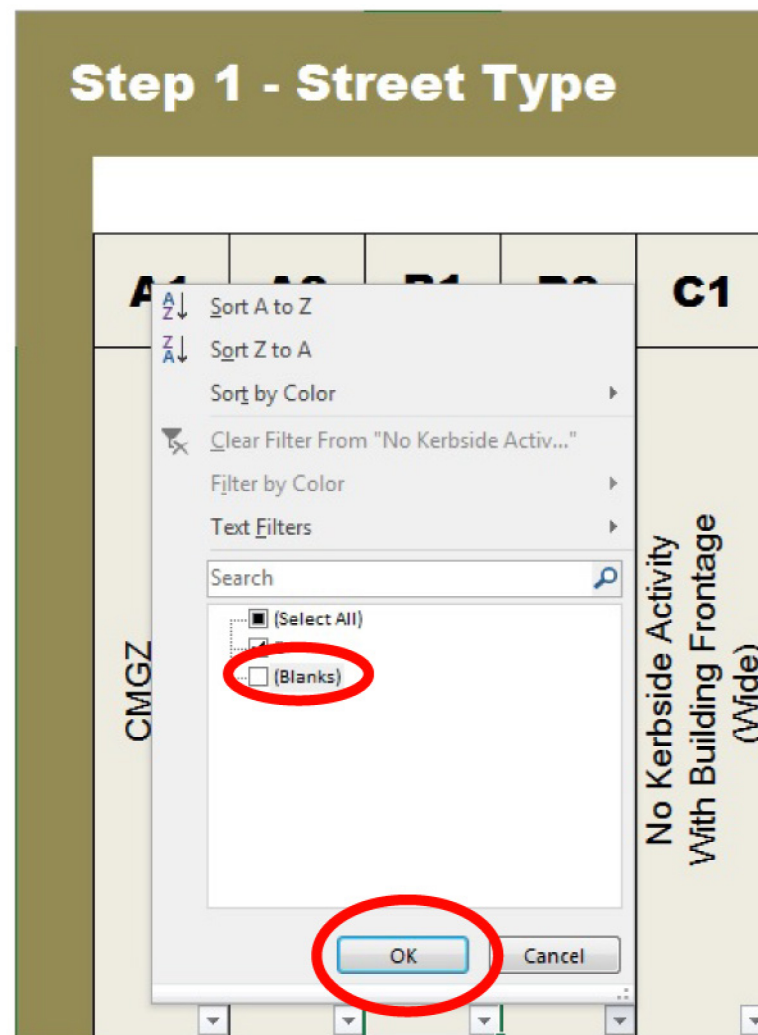 Step 1 - Street Type
C1
Sort A to Z
Sort Z to A
Sort by Color
Clear Filter From "No Kerbside Activ..."
Filter by Color
Text Filters
Search
(Select All)
(Blanks)
OK
Cancel
CMGZ
No Kerbside Activity
With Building Frontage
(Wide)